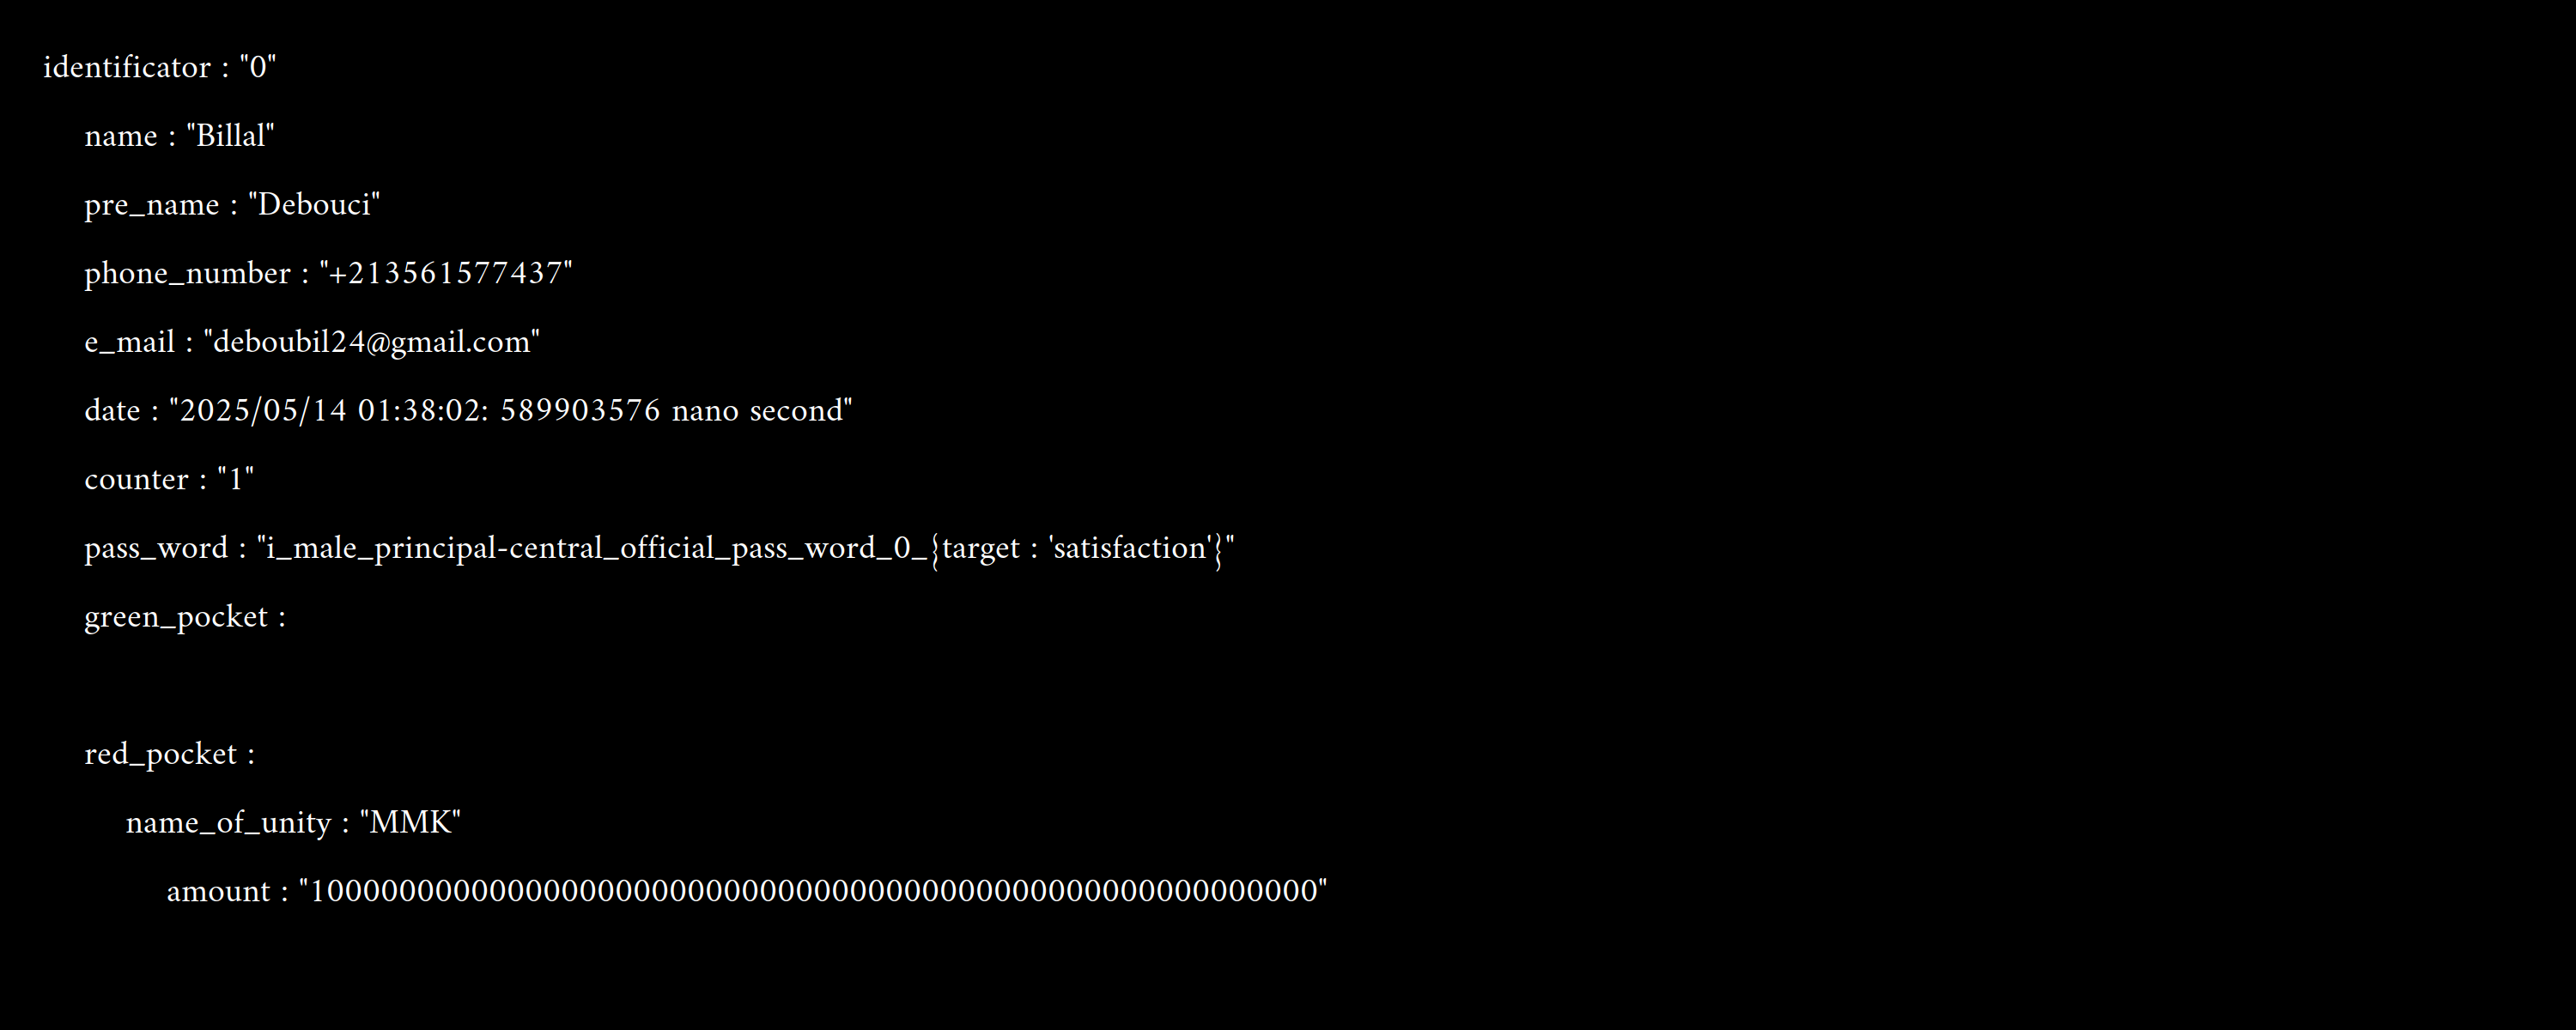 identificator : "0"
name : "Billal"
pre_name : "Debouci"
phone_number : "+213561577437"
e_mail : "deboubil24@gmail.com"
date : "2025/05/14 01:38:02: 589903576 nano second"
counter : "1"
pass_word : "i_male_principal-central_official_pass_word_0_{target : 'satisfaction'}"
green_pocket :
red_pocket :
name_of_unity : "MMK"
amount : "10000000000000000000000000000000000000000000000000000000"